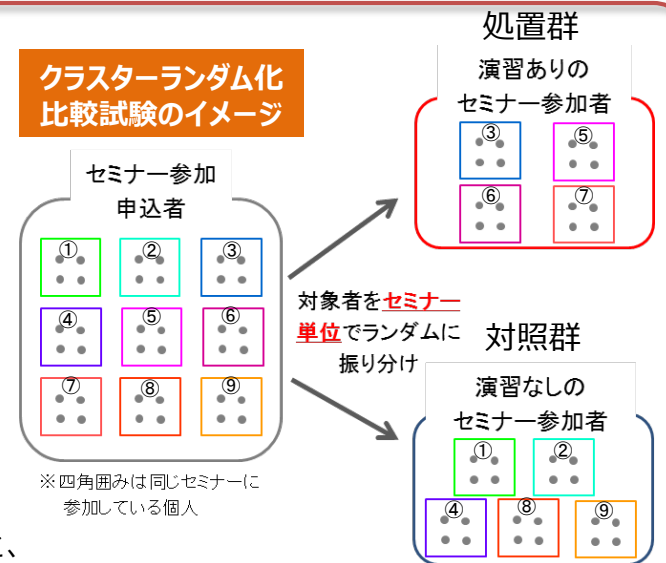 クラスターランダム化
比較試験のイメージ
セミナー参加
申込者
①
②
③
④
⑤
⑥
⑦
⑧
⑨
※四角囲みは同じセミナーに
参加している個人
対象者をセミナー
単位でランダムに
振り分け
処置群
演習ありの
セミナー参加者
③
⑤
⑥
⑦
対照群
演習なしの
セミナー参加者
①
②
④
⑧
⑨